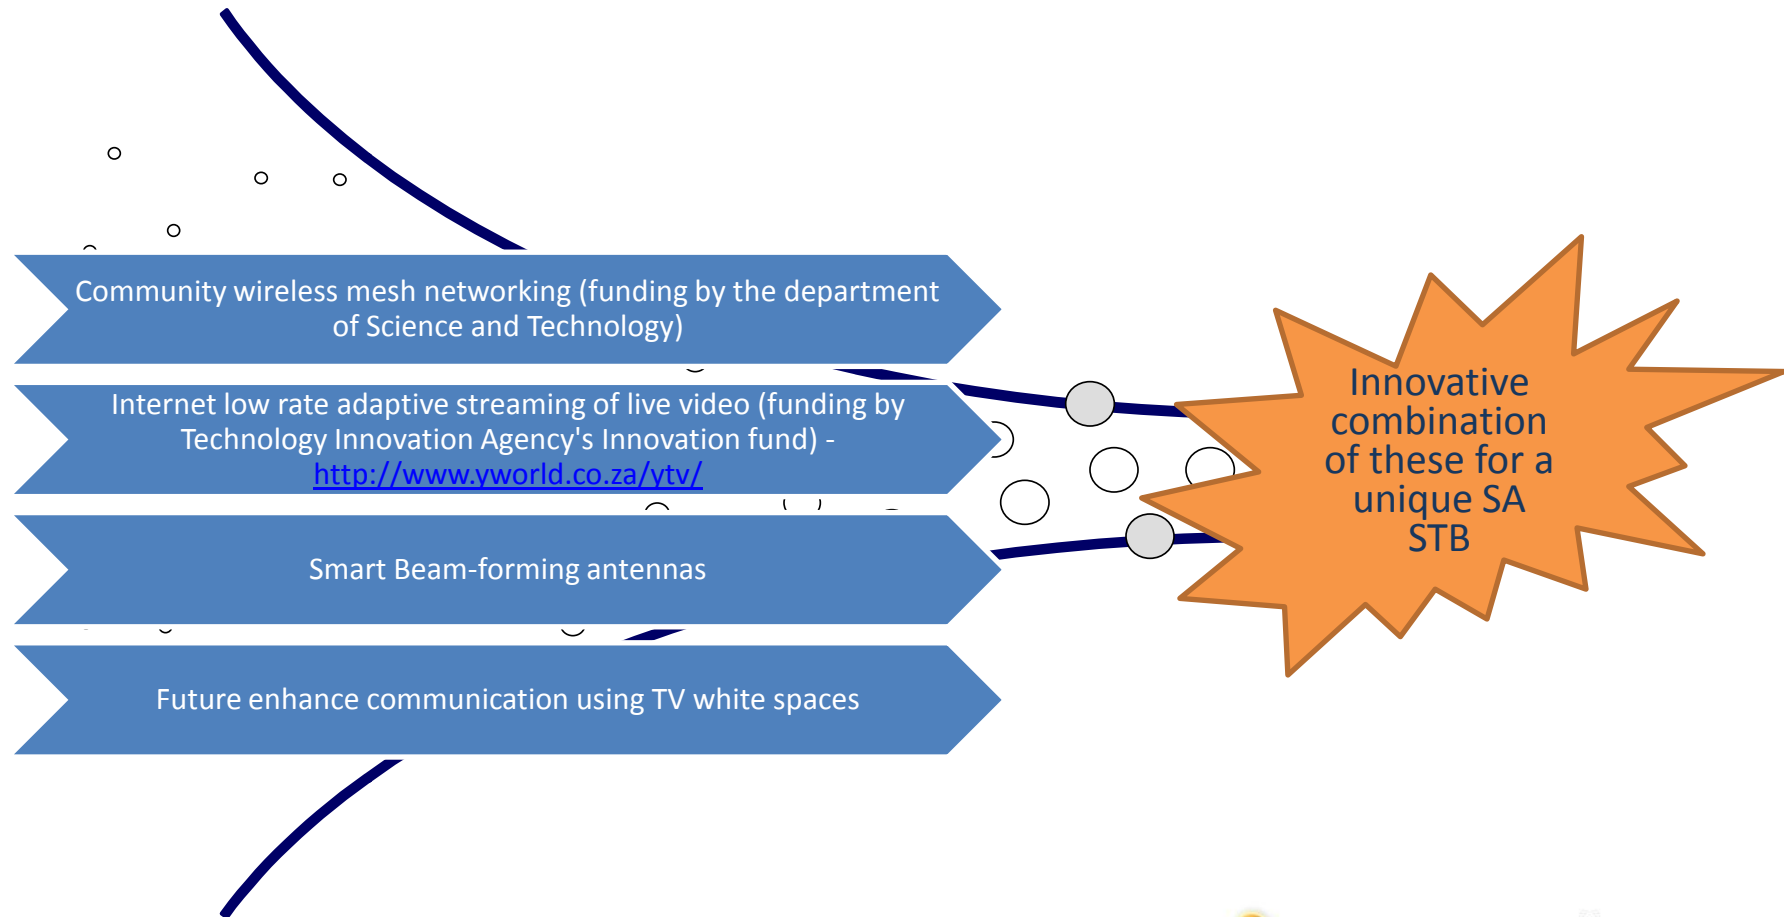 Community wireless mesh networking (funding by the department
of Science and Technology)
Internet low rate adaptive streaming of live video (funding by
Technology Innovation Agency's Innovation fund) -
http://www.yworld.co.za/ytv/
Smart Beam-forming antennas
Future enhance communication using TV white spaces
Innovative
combination
of these for a
unique SA
STB